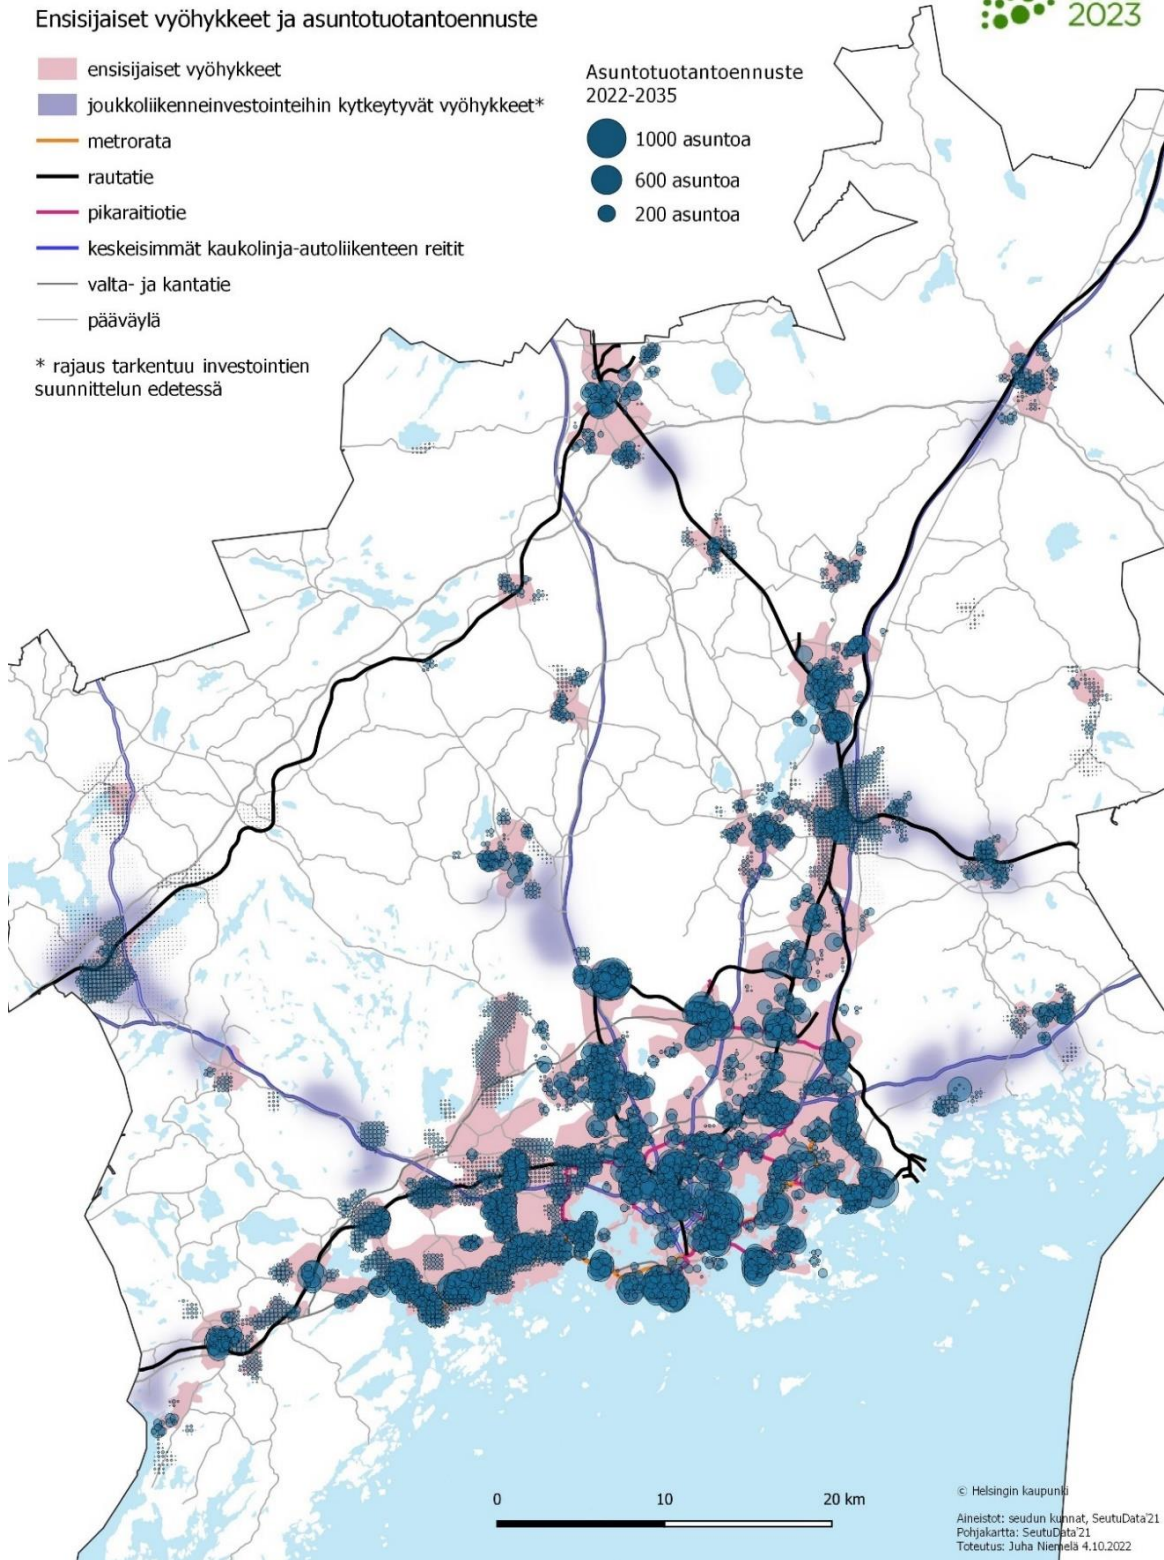 Ensisijaiset vyöhykkeet ja asuntotuotantoennuste
2023
ensisijaiset vyöhykkeet
joukkoliikenneinvestointeihin kytkeytyvät vyöhykkeet*
metrorata
rautatie
pikaraitiotie
keskeisimmät kaukolinja-autoliikenteen reitit
valta- ja kantatie
pääväylä
* rajaus tarkentuu investointien
suunnittelun edetessä
Asuntotuotantoennuste
2022-2035
1000 asuntoa
600 asuntoa
200 asuntoa
0 10 20 km
© Helsingin kaupunki
Aineistot: seudun kunnat, SeutuData'21
Pohjakartta: SeutuData'21
Toteutus: Juha Niemelä 4.10.2022